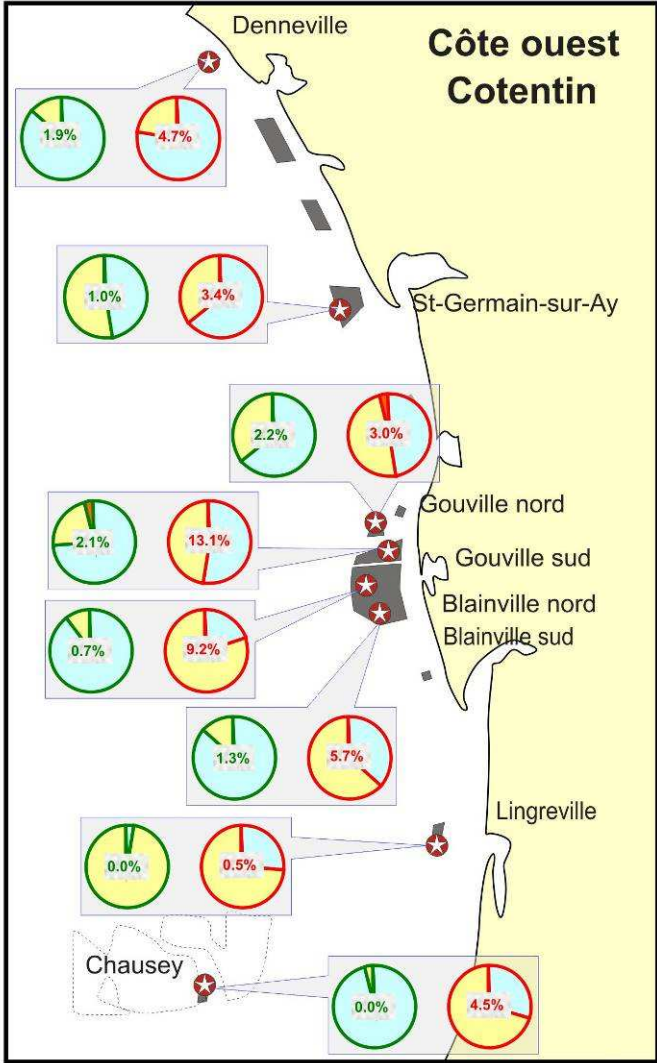 Denneville
Côte ouest
Cotentin
1.9%
4.7%
1.0%
3.4%
St-Germain-sur-Ay
2.2%
3.0%
Gouville nord
2.1%
13.1%
Gouville sud
Blainville nord
Blainville sud
0.7%
9.2%
1.3%
5.7%
Lingreville
0.0%
0.5%
Chausey
0.0%
4.5%